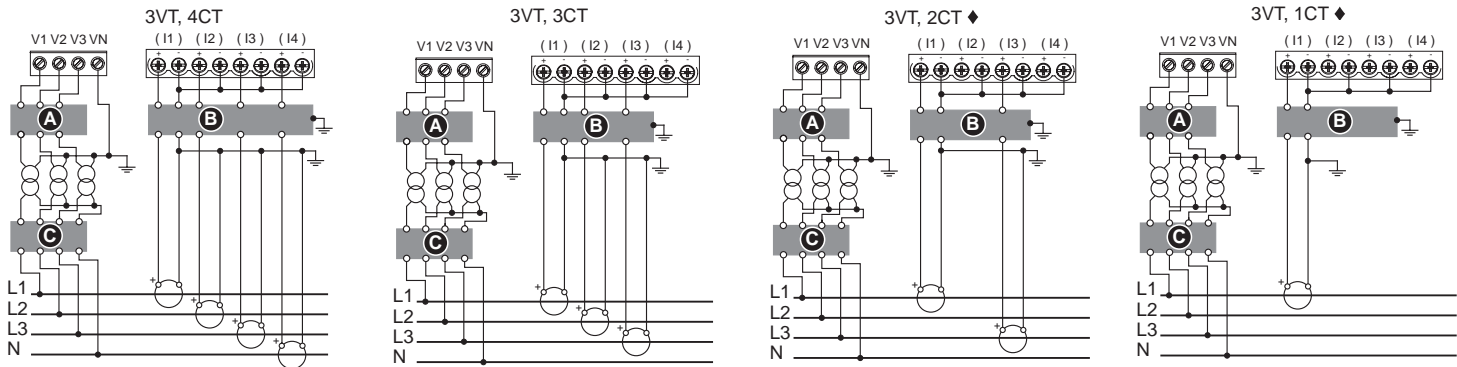 3VT, 4CT
V1 V2 V3 VN
( I1 ) ( I2 ) ( I3 ) ( I4 )
+ - + - + - + -
A
B
C
L1 +
L2 +
L3 +
N +
3VT, 3CT
V1 V2 V3 VN
( I1 ) ( I2 ) ( I3 ) ( I4 )
+ - + - + - + -
A
B
C
L1 +
L2 +
L3 +
N
3VT, 2CT ♦
V1 V2 V3 VN
( I1 ) ( I2 ) ( I3 ) ( I4 )
+ - + - + - + -
A
B
C
L1 +
L2
L3 +
N
3VT, 1CT ♦
V1 V2 V3 VN
( I1 ) ( I2 ) ( I3 ) ( I4 )
+ - + - + - + -
A
B
C
L1 +
L2
L3
N